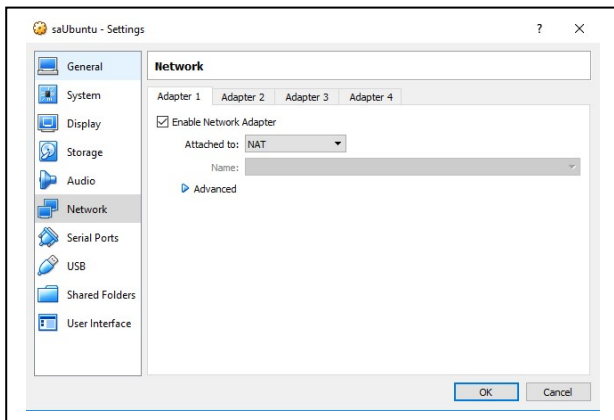 saUbuntu - Settings
?
General
System
Display
Storage
Audio
Network
Serial Ports
USB
Shared Folders
User Interface
Network
Adapter 1 Adapter 2 Adapter 3 Adapter 4
Enable Network Adapter
Attached to: NAT
Name:
Advanced
OK Cancel